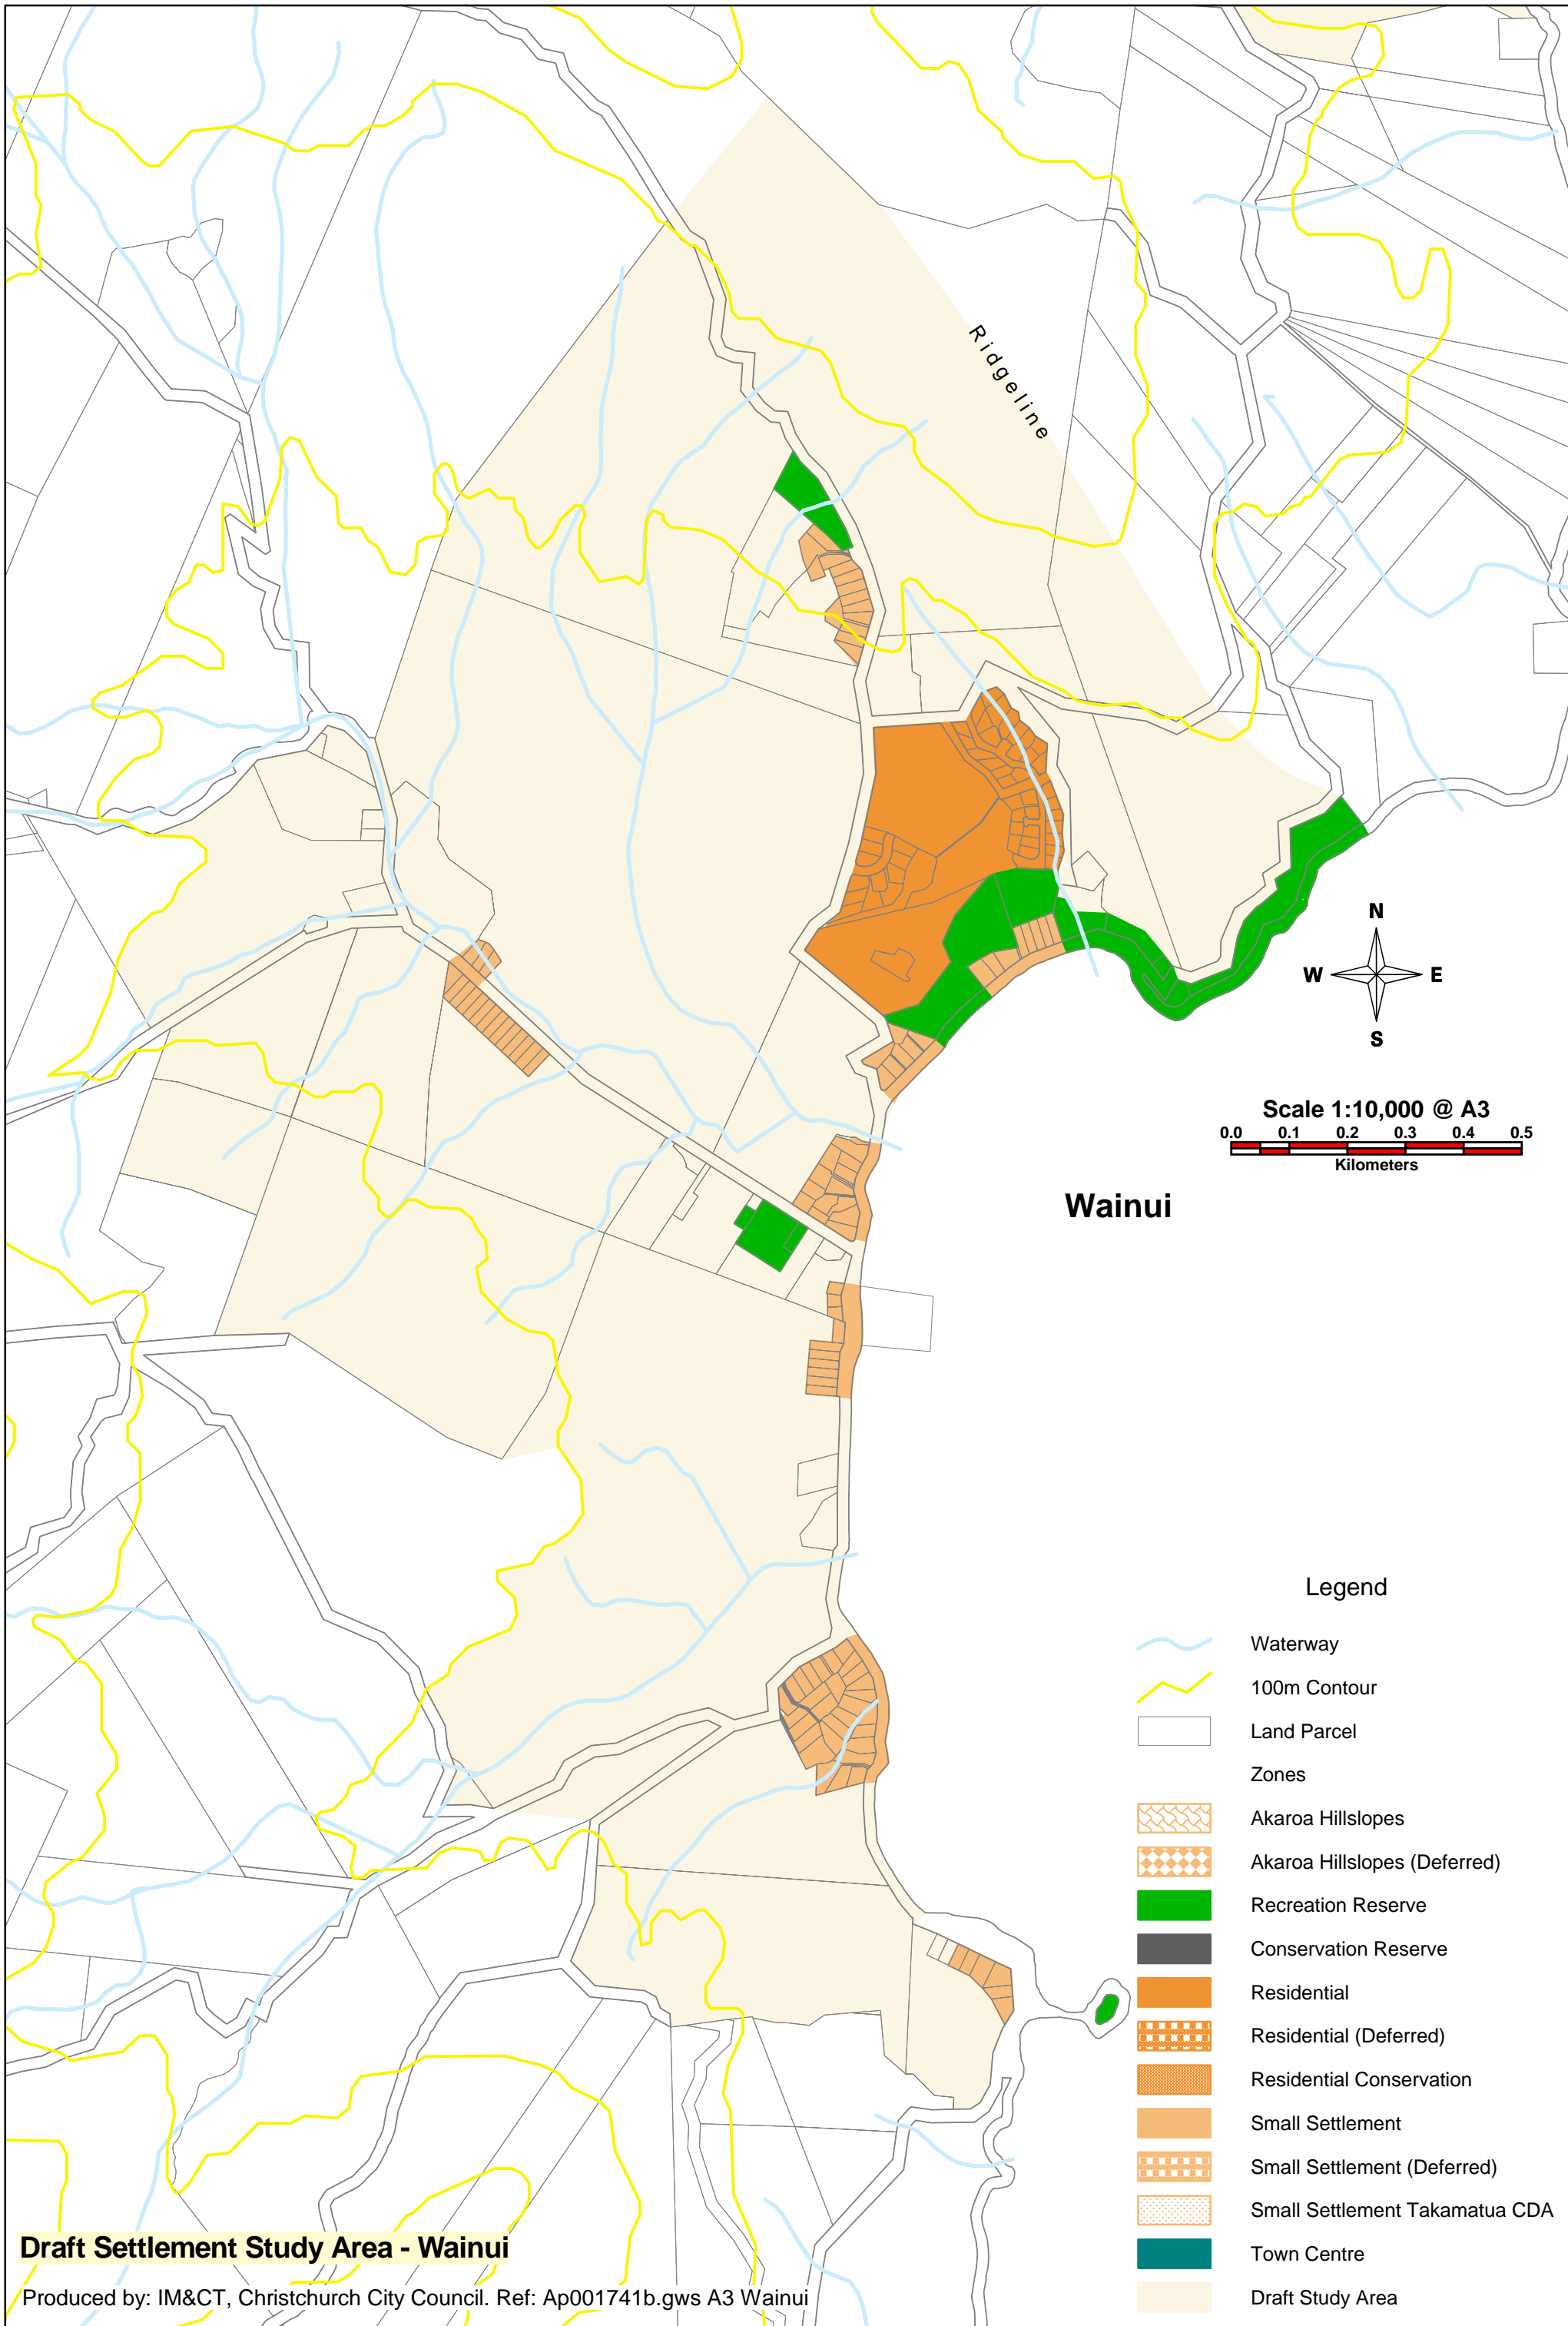 Ridgeline
N
W E
S
Scale 1:10,000 @ A3
0.0 0.1 0.2 0.3 0.4 0.5
Kilometers
Wainui
Legend
Waterway
100m Contour
Land Parcel
Zones
Akaroa Hillslopes
Akaroa Hillslopes (Deferred)
Recreation Reserve
Conservation Reserve
Residential
Residential (Deferred)
Residential Conservation
Small Settlement
Small Settlement (Deferred)
Small Settlement Takamatua CDA
Town Centre
Draft Study Area
Draft Settlement Study Area - Wainui
Produced by: IM&CT, Christchurch City Council. Ref: Ap001741b.gws A3 Wainui